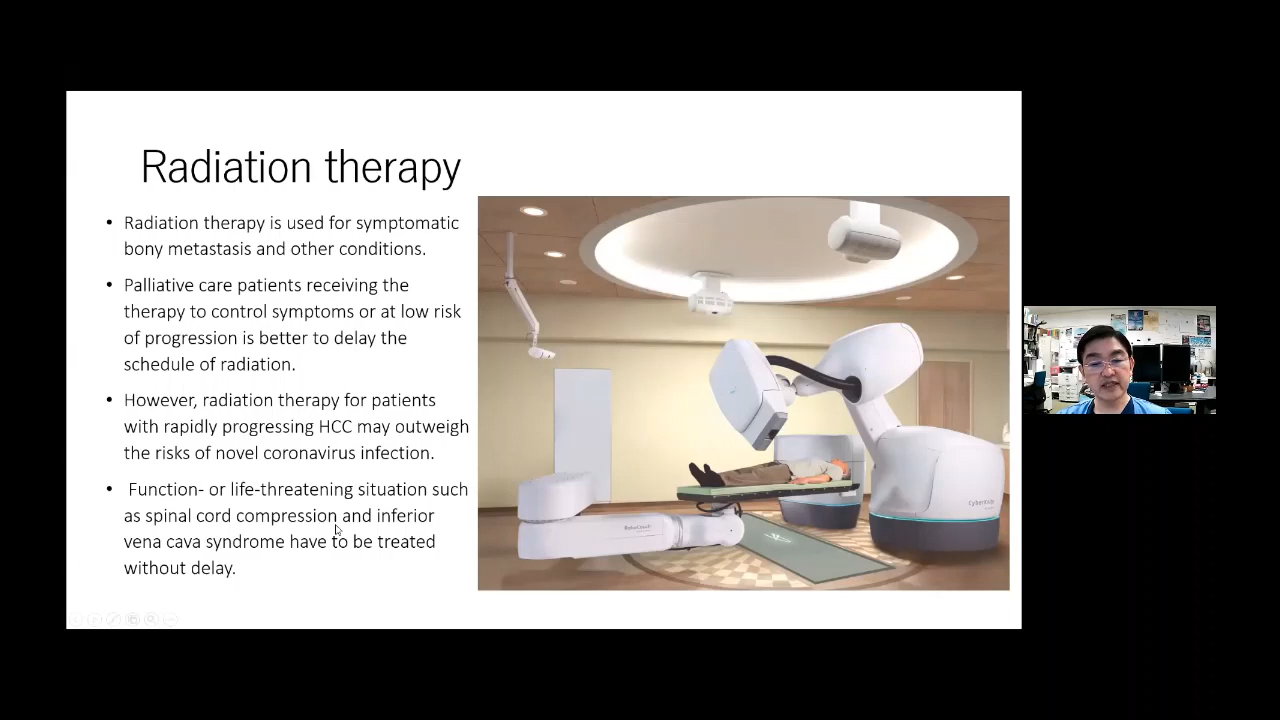 Radiation therapy
• Radiation therapy is used for symptomatic
bony metastasis and other conditions.
• Palliative care patients receiving the
therapy to control symptoms or at low risk
of progression is better to delay the
schedule of radiation.
• However, radiation therapy for patients
with rapidly progressing HCC may outweigh
the risks of novel coronavirus infection.
• Function- or life-threatening situation such
as spinal cord compression and inferior
vena cava syndrome have to be treated
without delay.